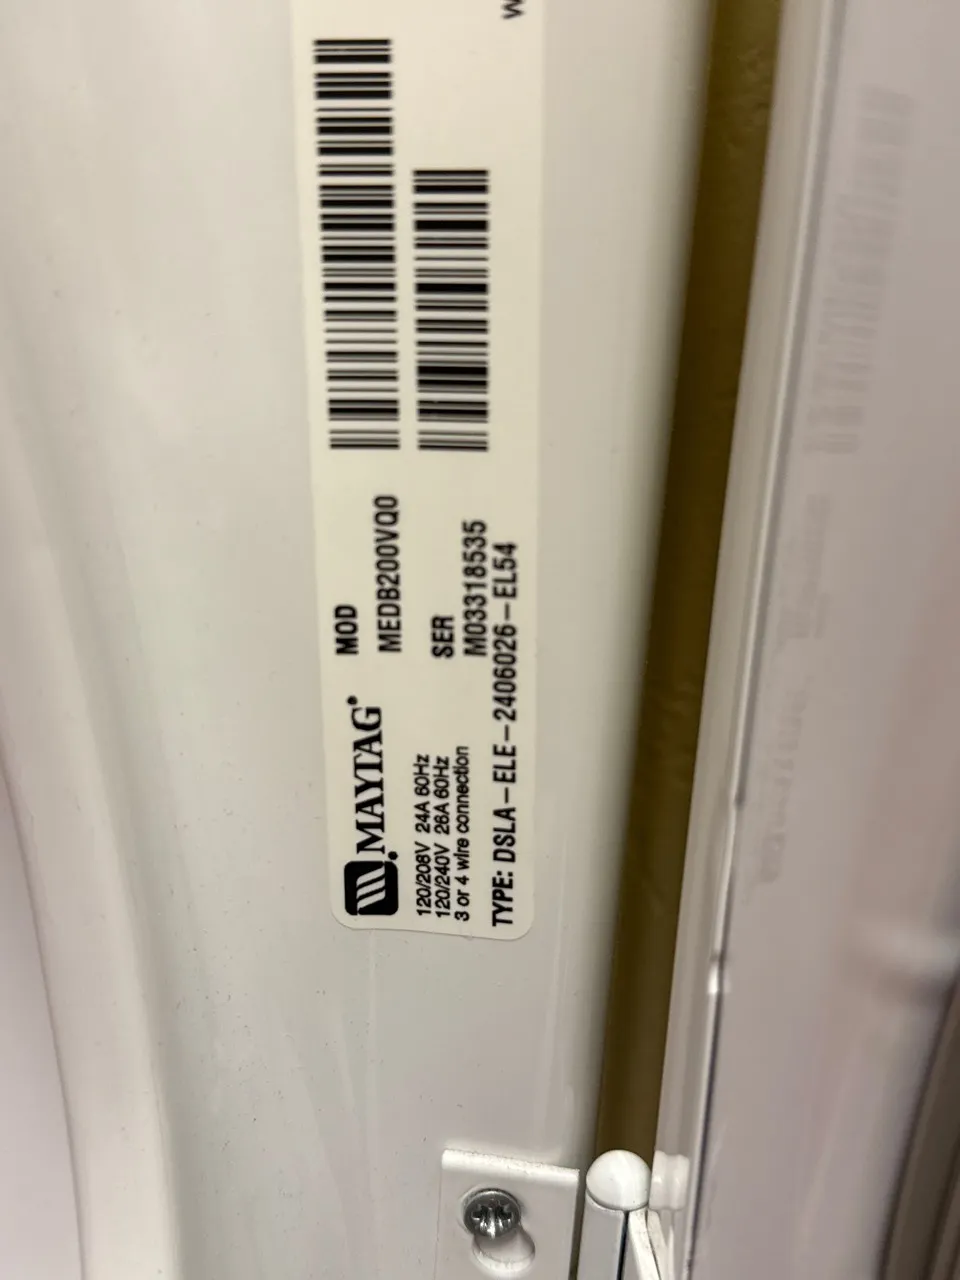 MAYTAG
120/208V 24A 60Hz
120/240V 26A 60Hz
3 or 4 wire connection
TYPE: DSLA-ELE-2406026-EL54
MOD
MEDB200VQ0
SER
M03318535